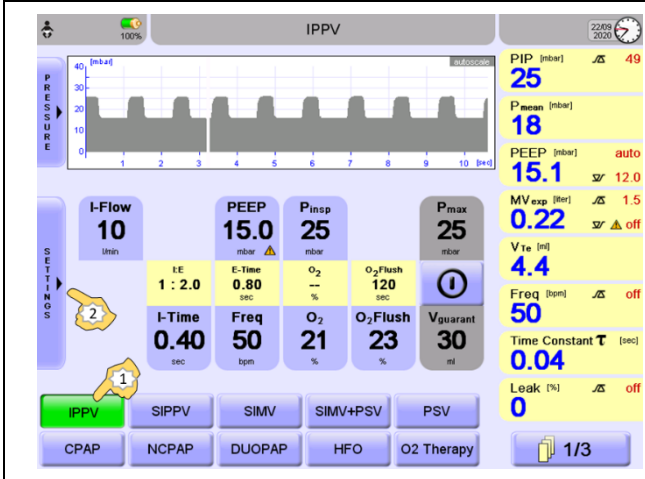 100%
IPPV
22/09
2020
PRESSURE
[mbar]
autoscale
40
30
20
10
0
1 2 3 4 5 6 7 8 9 10 [sec]
PIP [mbar] 49
25
Pmean [mbar]
18
PEEP [mbar] auto
15.1 12.0
MVexp [liter] 1.5
0.22 off
VTe [ml]
4.4
Freq [bpm] off
50
Time Constant τ [sec]
0.04
Leak [%] off
0
1/3
SETTINGS
I-Flow PEEP Pinsp Pmax
10 15.0 25 25
l/min mbar mbar mbar
I:E E-Time O2 O2Flush
1 : 2.0 0.80 -- 120
sec % sec
I-Time Freq O2 O2Flush Vguarant
0.40 50 21 23 30
sec bpm % % ml
2
1
IPPV SIPPV SIMV SIMV+PSV PSV
CPAP NCPAP DUOPAP HFO O2 Therapy